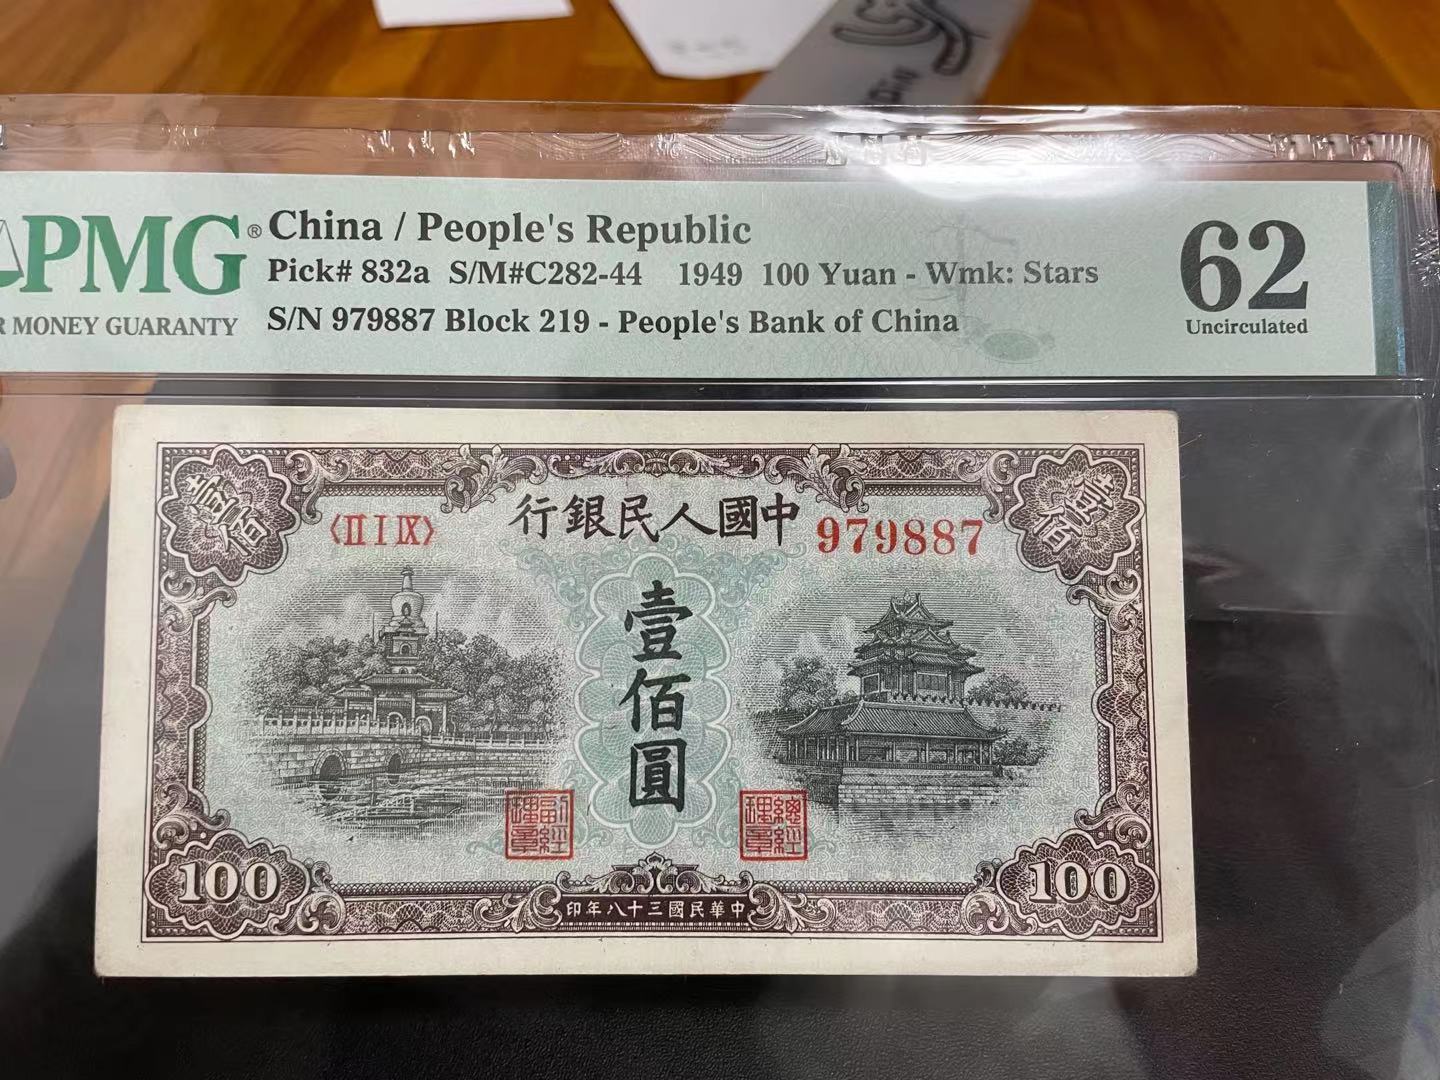 PMG® China / People's Republic
Pick# 832a S/M#C282-44 1949 100 Yuan - Wmk: Stars
MONEY GUARANTY S/N 979887 Block 219 - People's Bank of China
62
Uncirculated
壹佰
〈ⅡⅠⅨ〉
行銀民人國中
979887
壹佰
壹佰圓
副經理章
總經理章
100
印年八十三國民華中
100